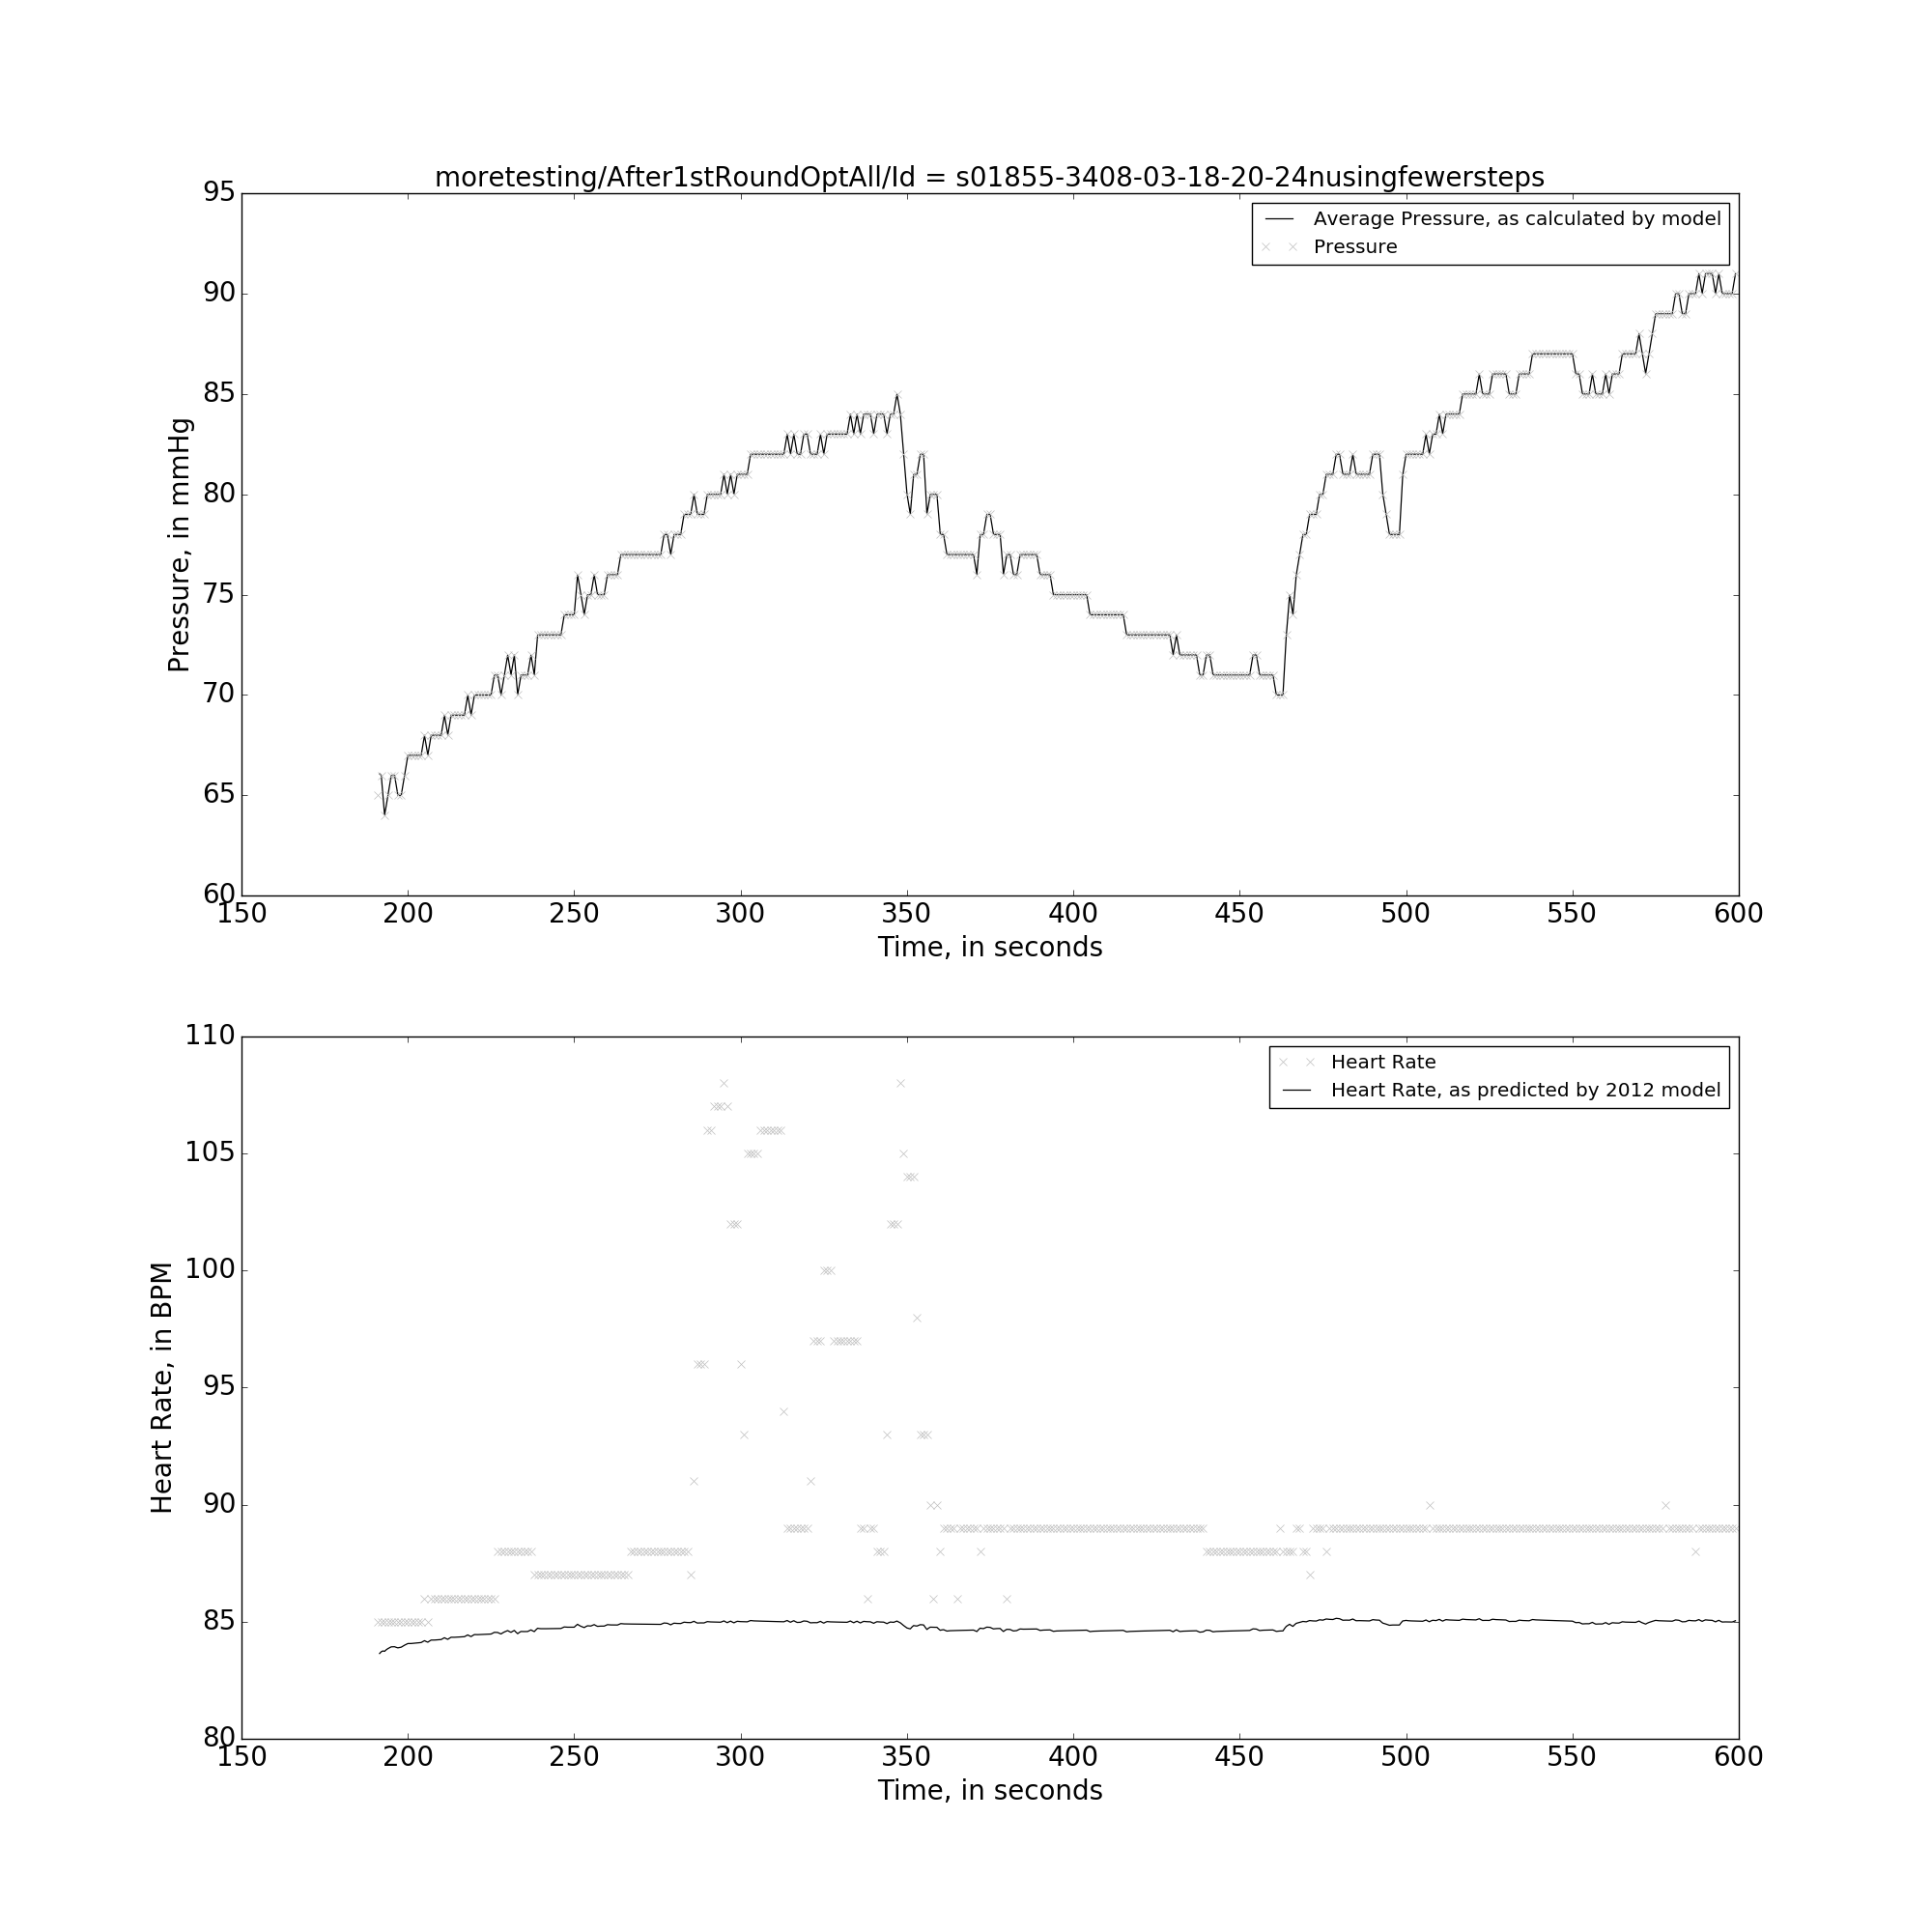 moretesting/After1stRoundOptAll/Id = s01855-3408-03-18-20-24nusingfewersteps
95
90
85
80
75
70
65
60
Pressure, in mmHg
Average Pressure, as calculated by model
Pressure
150 200 250 300 350 400 450 500 550 600
Time, in seconds
110
105
100
95
90
85
80
Heart Rate, in BPM
Heart Rate
Heart Rate, as predicted by 2012 model
150 200 250 300 350 400 450 500 550 600
Time, in seconds